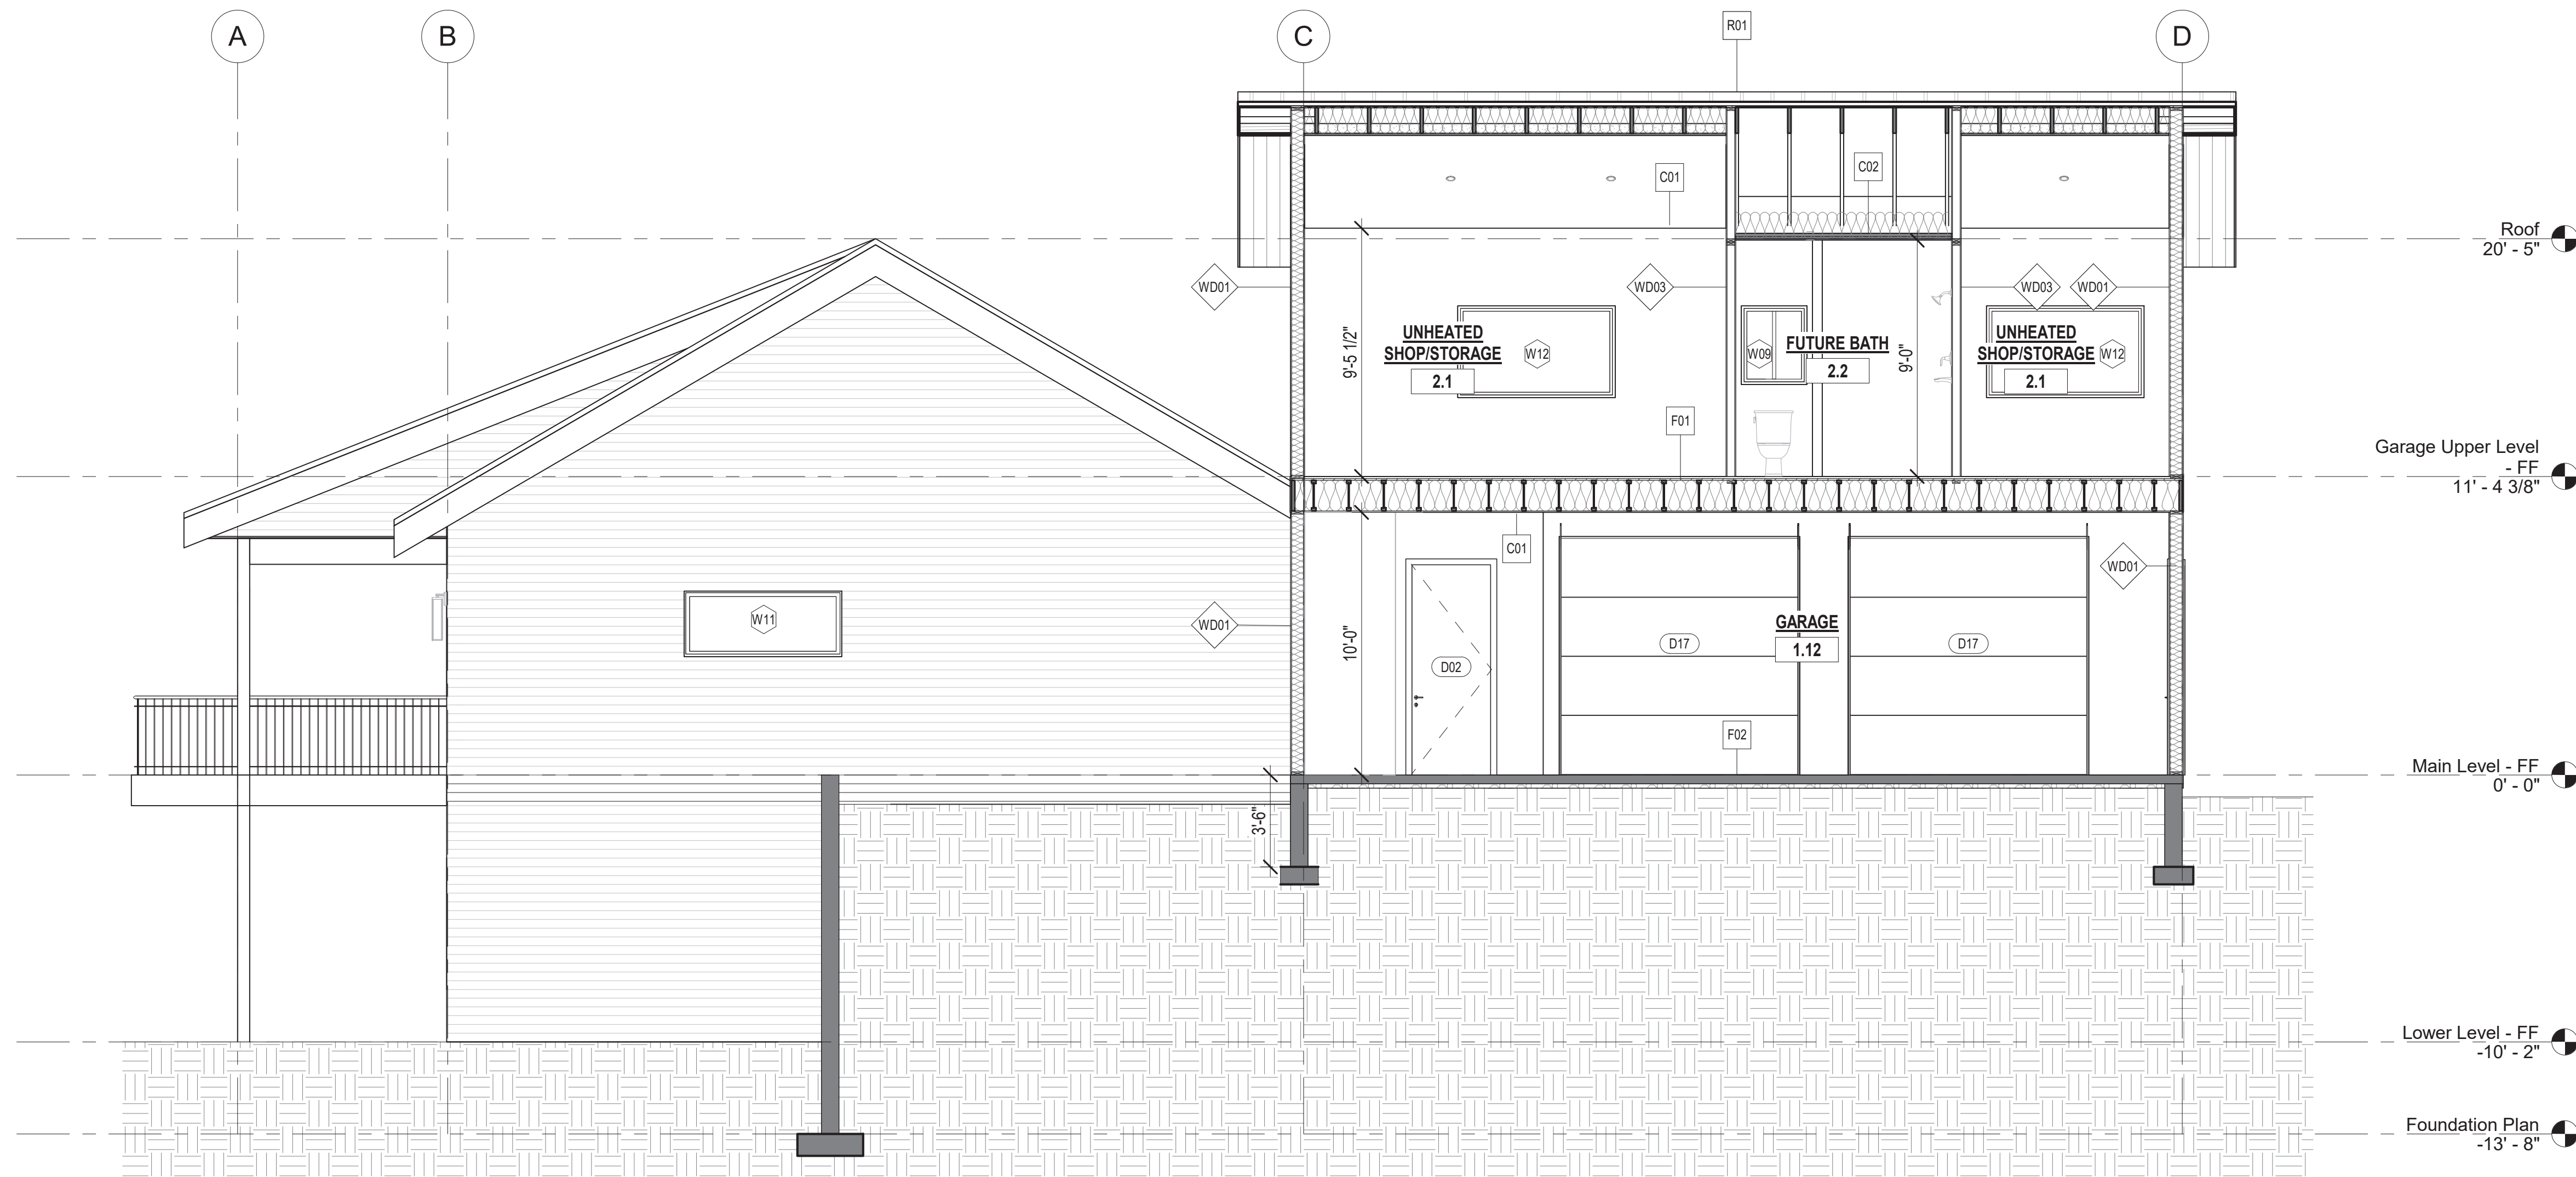 A
B
C
R01
D
C01
C02
Roof
20' - 5"
WD01
WD03
WD03
WD01
9'-5 1/2"
UNHEATED
SHOP/STORAGE
2.1
W12
W09
FUTURE BATH
2.2
9'-0"
UNHEATED
SHOP/STORAGE
2.1
W12
F01
Garage Upper Level
- FF
11' - 4 3/8"
C01
WD01
W11
WD01
10'-0"
D02
D17
GARAGE
1.12
D17
F02
Main Level - FF
0' - 0"
3'-6"
Lower Level - FF
-10' - 2"
Foundation Plan
-13' - 8"